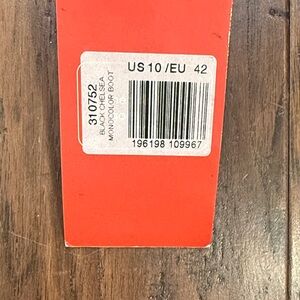 US 10 /EU 42
310752
BLACK CHELSEA
MONOCOLOR BOOT
196198 109967